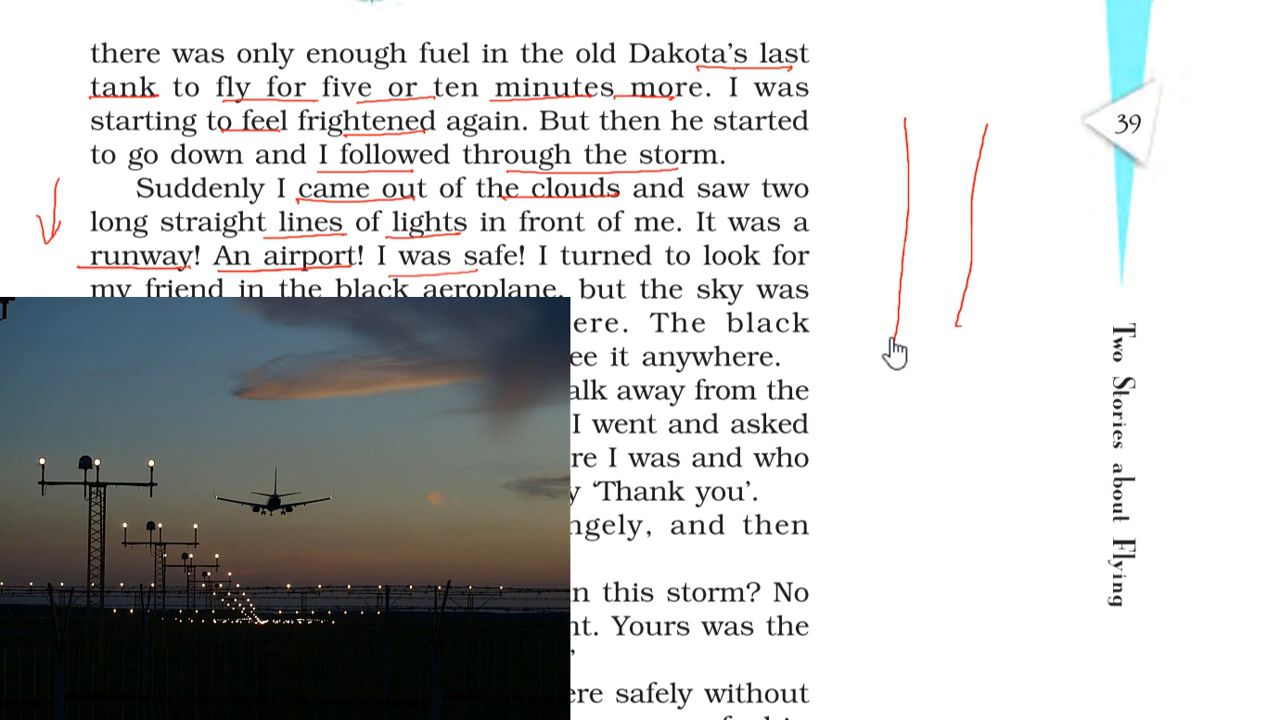 there was only enough fuel in the old Dakota's last
tank to fly for five or ten minutes more. I was
starting to feel frightened again. But then he started
to go down and I followed through the storm.
Suddenly I came out of the clouds and saw two
long straight lines of lights in front of me. It was a
runway! An airport! I was safe! I turned to look for
my friend in the black aeroplane, but the sky was
ere. The black
ee it anywhere.
alk away from the
I went and asked
re I was and who
y ‘Thank you’.
ngely, and then
n this storm? No
nt. Yours was the
’
ere safely without
39
Two Stories about Flying